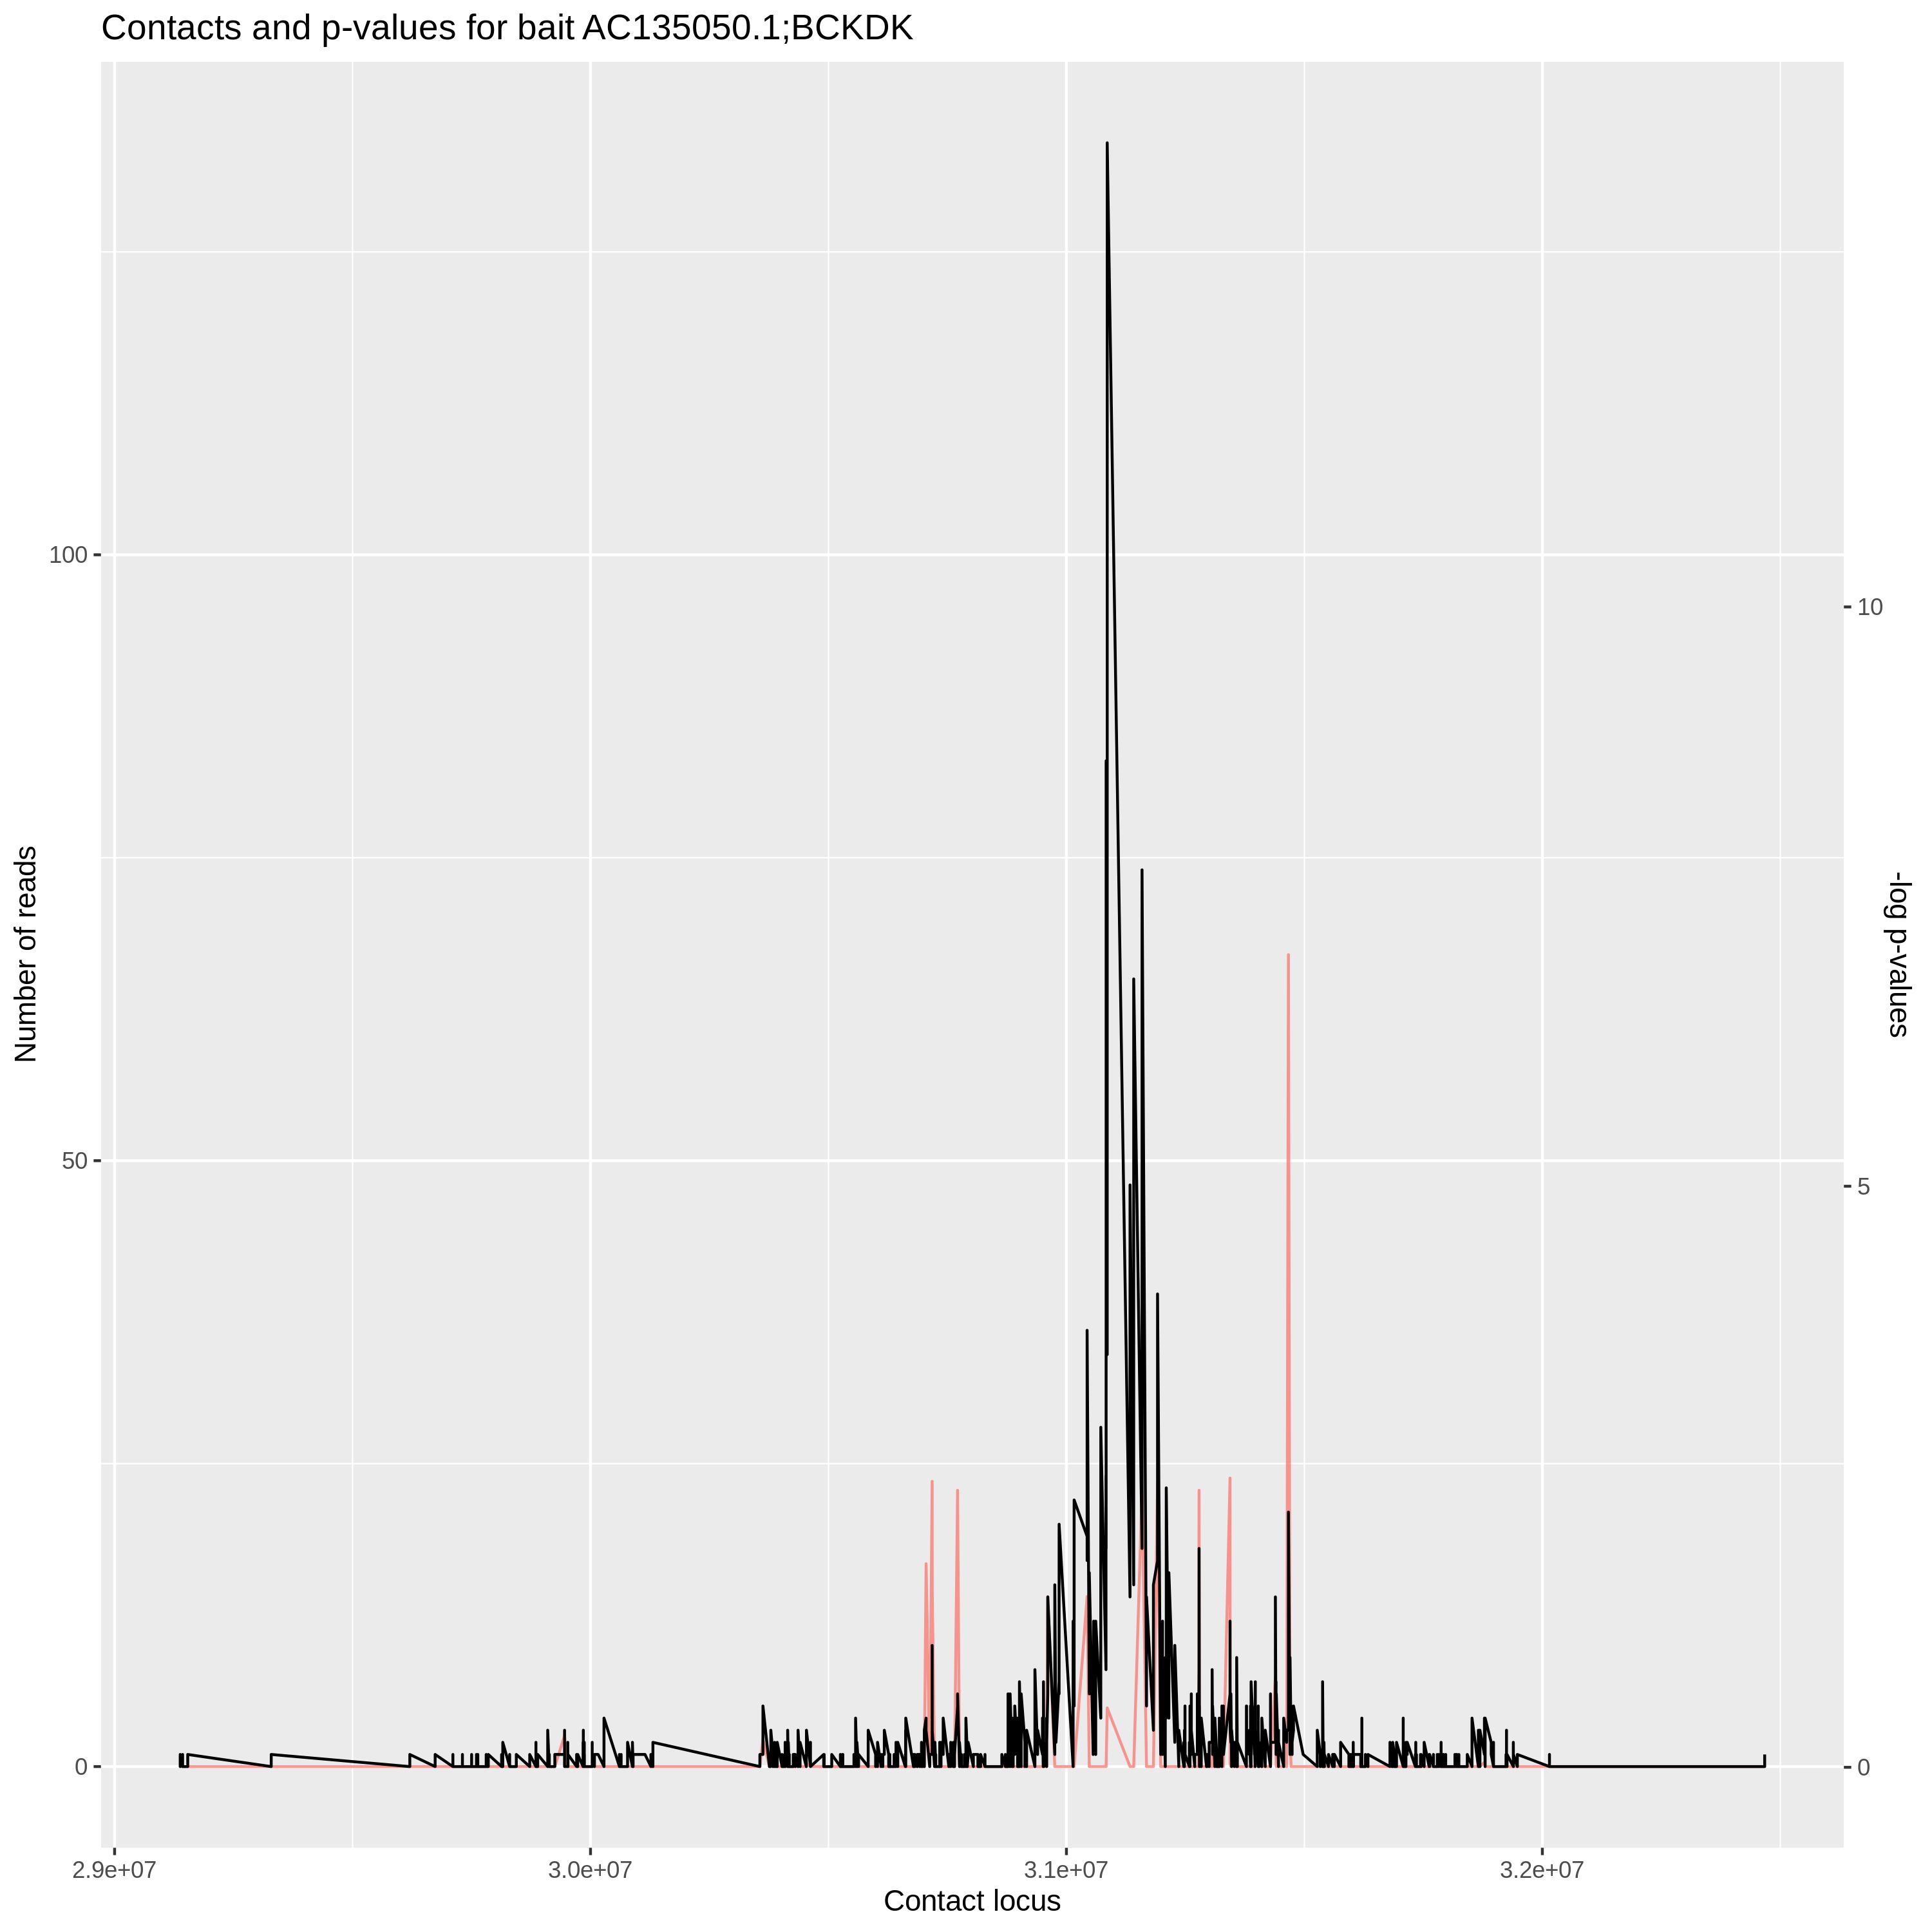 Contacts and p-values for bait AC135050.1;BCKDK
Number of reads
100
50
0
10
5
0
-log p-values
2.9e+07 3.0e+07 3.1e+07 3.2e+07
Contact locus